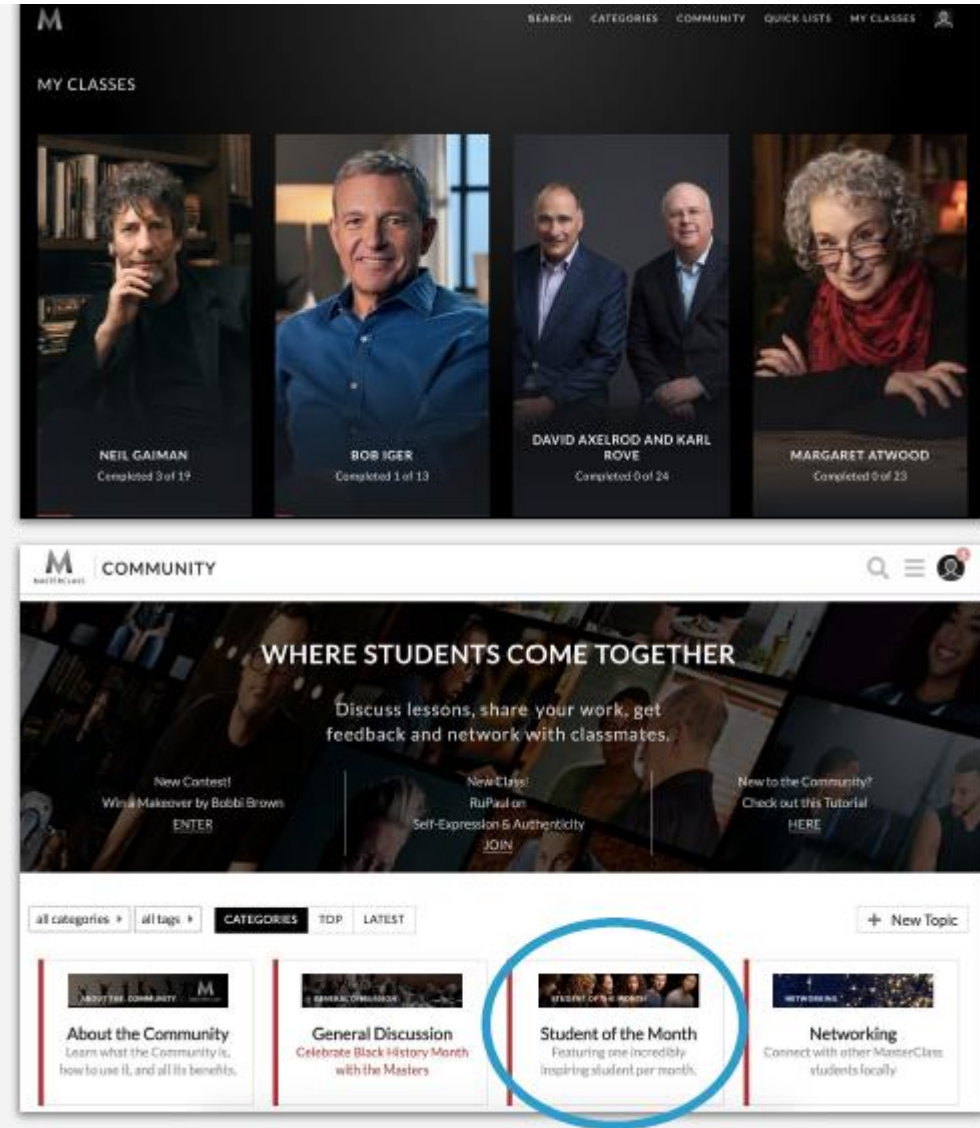 M
SEARCH CATEGORIES COMMUNITY QUICK LISTS MY CLASSES
MY CLASSES
NEIL GAIMAN
Completed 3 of 19
BOB IGER
Completed 1 of 13
DAVID AXELROD AND KARL
ROVE
Completed 0 of 24
MARGARET ATWOOD
Completed 0 of 23
M
MASTERCLASS
COMMUNITY
1
WHERE STUDENTS COME TOGETHER
Discuss lessons, share your work, get
feedback and network with classmates.
New Contest!
Win a Makeover by Bobbi Brown
ENTER
New Class!
RuPaul on
Self-Expression & Authenticity
JOIN
New to the Community?
Check out this Tutorial
HERE
all categories
all tags
CATEGORIES
TOP
LATEST
+ New Topic
ABOUT THE COMMUNITY
M
About the Community
Learn what the Community is,
how to use it, and all its benefits.
GENERAL DISCUSSION
General Discussion
Celebrate Black History Month
with the Masters
STUDENT OF THE MONTH
Student of the Month
Featuring one incredibly
inspiring student per month.
NETWORKING
Networking
Connect with other MasterClass
students locally